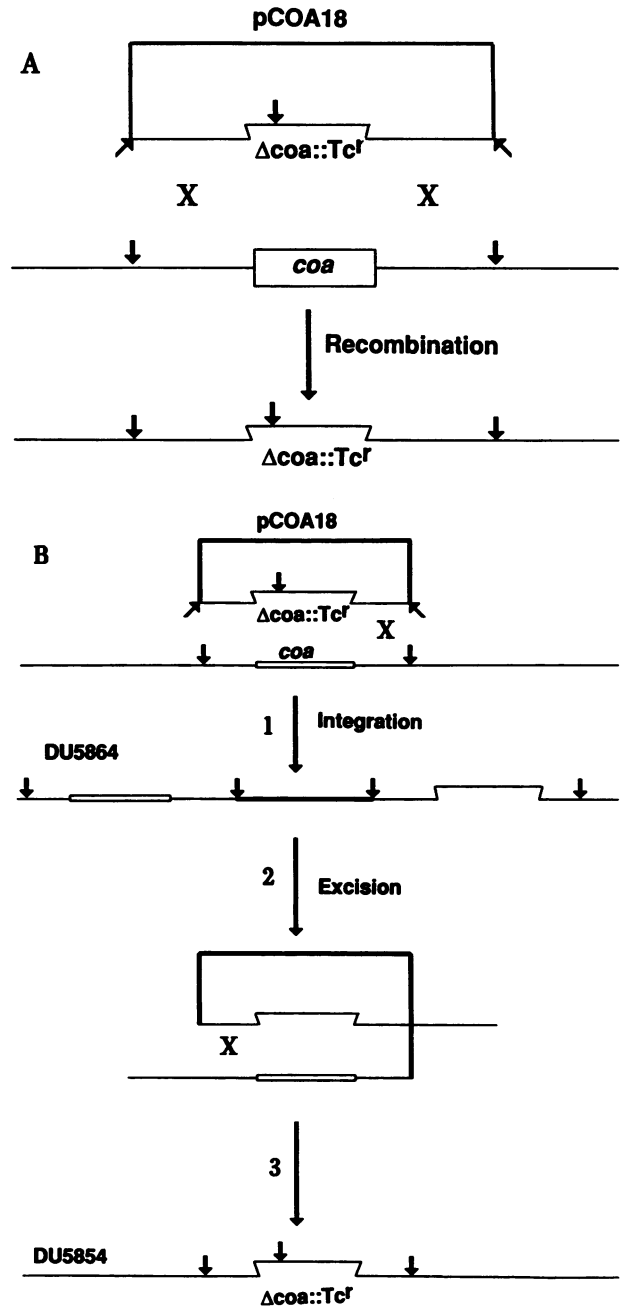 pCOA18
A
Δcoa::Tcʳ
X X
coa
Recombination
Δcoa::Tcʳ
pCOA18
B
Δcoa::Tcʳ
X
coa
1 Integration
DU5864
2 Excision
X
3
DU5854
Δcoa::Tcʳ